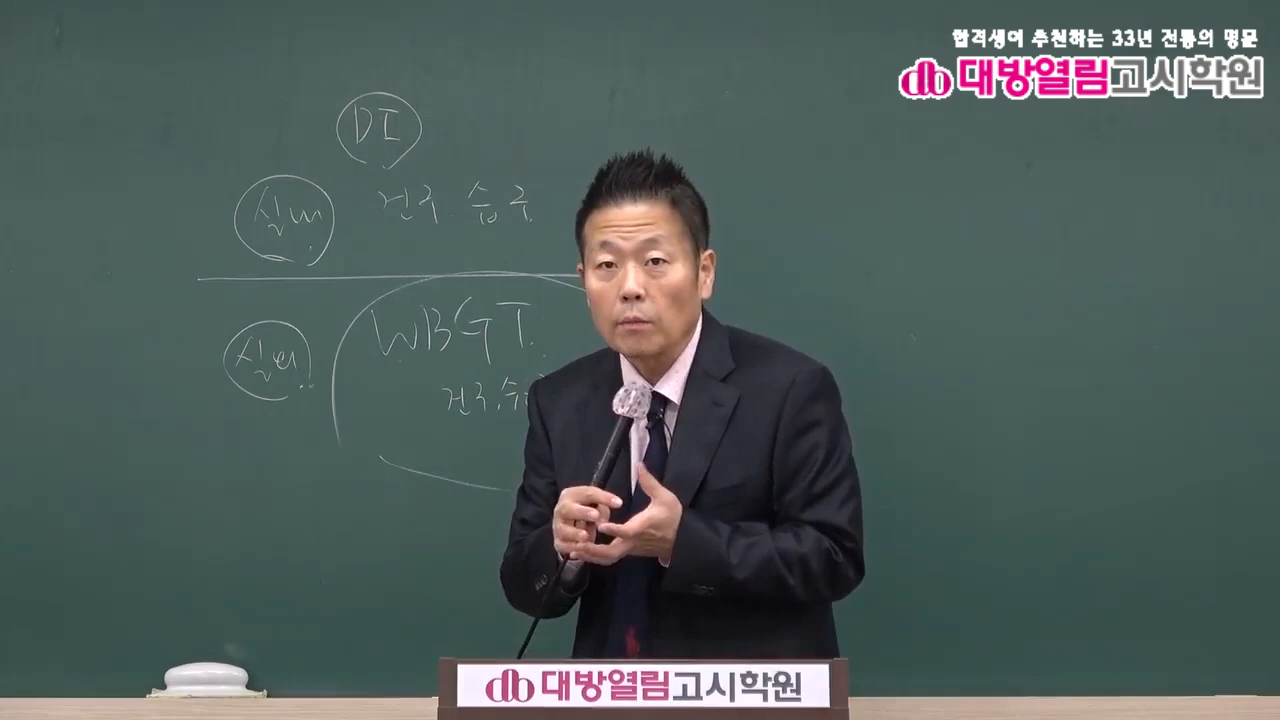 합격생이 추천하는 33년 전통의 명문
대방열림고시학원
DI
실내
건구. 습구.
WBGT.
실외
건구.
대방열림고시학원